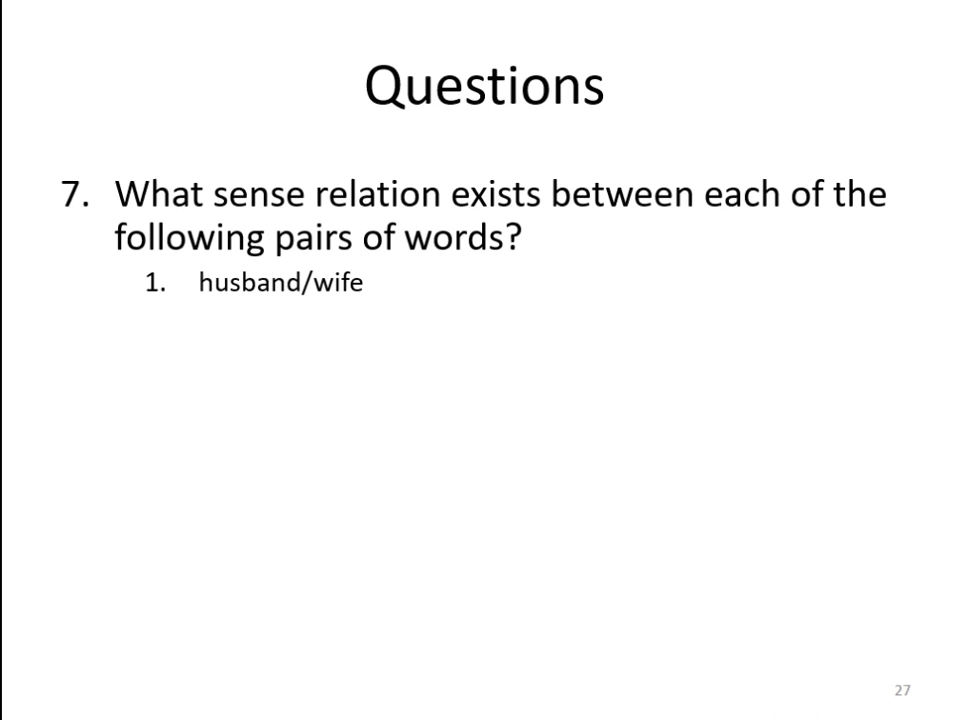 Questions
7. What sense relation exists between each of the
following pairs of words?
1. husband/wife
27